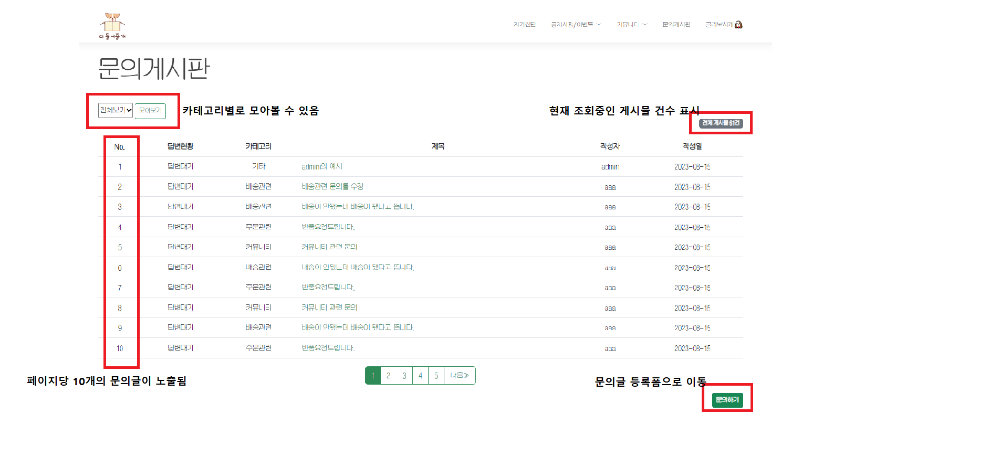 다들어줄개
자가진단 공지사항/이벤트 커뮤니티 문의게시판 골라보시개
문의게시판
전체보기 모아보기 카테고리별로 모아볼 수 있음 현재 조회중인 게시물 건수 표시
전체 게시물 61건
No. 답변현황 카테고리 제목 작성자 작성일
1 답변대기 기타 admin의 예시 admin 2023-08-15
2 답변대기 배송관련 배송관련 문의를 수정 aaa 2023-08-15
3 답변대기 배송관련 배송이 안됐는데 배송이 됐다고 뜹니다. aaa 2023-08-15
4 답변대기 주문관련 반품요청드립니다. aaa 2023-08-15
5 답변대기 커뮤니티 커뮤니티 관련 문의 aaa 2023-08-15
6 답변대기 배송관련 배송이 안됐는데 배송이 됐다고 뜹니다. aaa 2023-08-15
7 답변대기 주문관련 반품요청드립니다. aaa 2023-08-15
8 답변대기 커뮤니티 커뮤니티 관련 문의 aaa 2023-08-15
9 답변대기 배송관련 배송이 안됐는데 배송이 됐다고 뜹니다. aaa 2023-08-15
10 답변대기 주문관련 반품요청드립니다. aaa 2023-08-15
1 2 3 4 5 다음≫
페이지당 10개의 문의글이 노출됨 문의글 등록폼으로 이동
문의하기